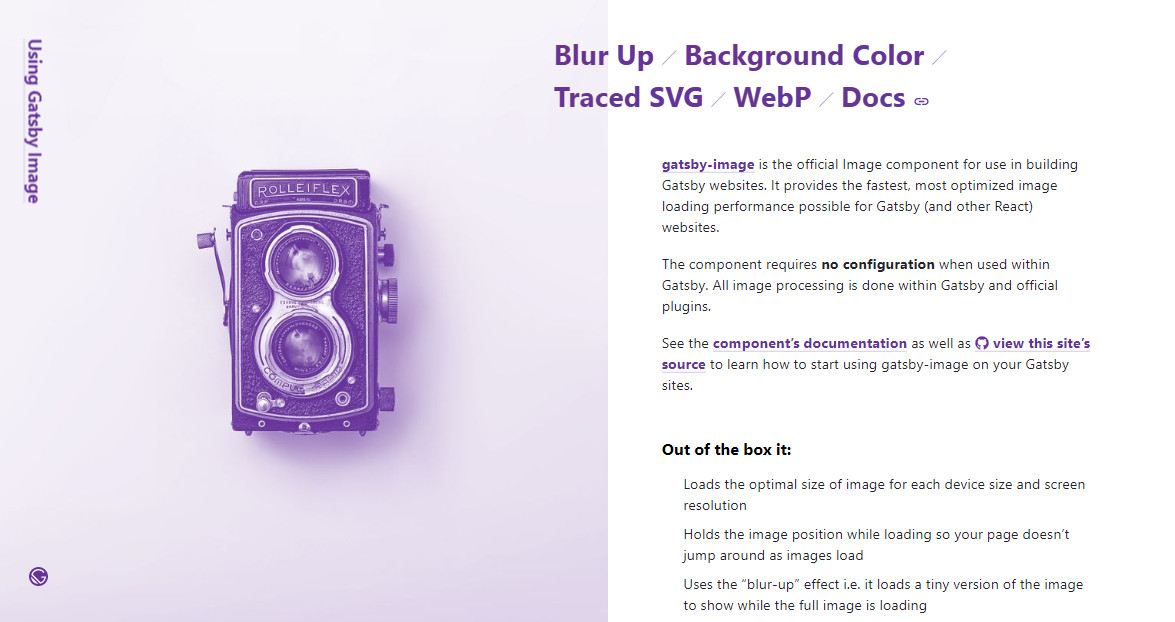 Using Gatsby Image
Blur Up / Background Color /
Traced SVG / WebP / Docs
ROLLEIFLEX
COMPUR
gatsby-image is the official Image component for use in building
Gatsby websites. It provides the fastest, most optimized image
loading performance possible for Gatsby (and other React)
websites.
The component requires no configuration when used within
Gatsby. All image processing is done within Gatsby and official
plugins.
See the component’s documentation as well as view this site’s
source to learn how to start using gatsby-image on your Gatsby
sites.
Out of the box it:
Loads the optimal size of image for each device size and screen
resolution
Holds the image position while loading so your page doesn’t
jump around as images load
Uses the “blur-up” effect i.e. it loads a tiny version of the image
to show while the full image is loading